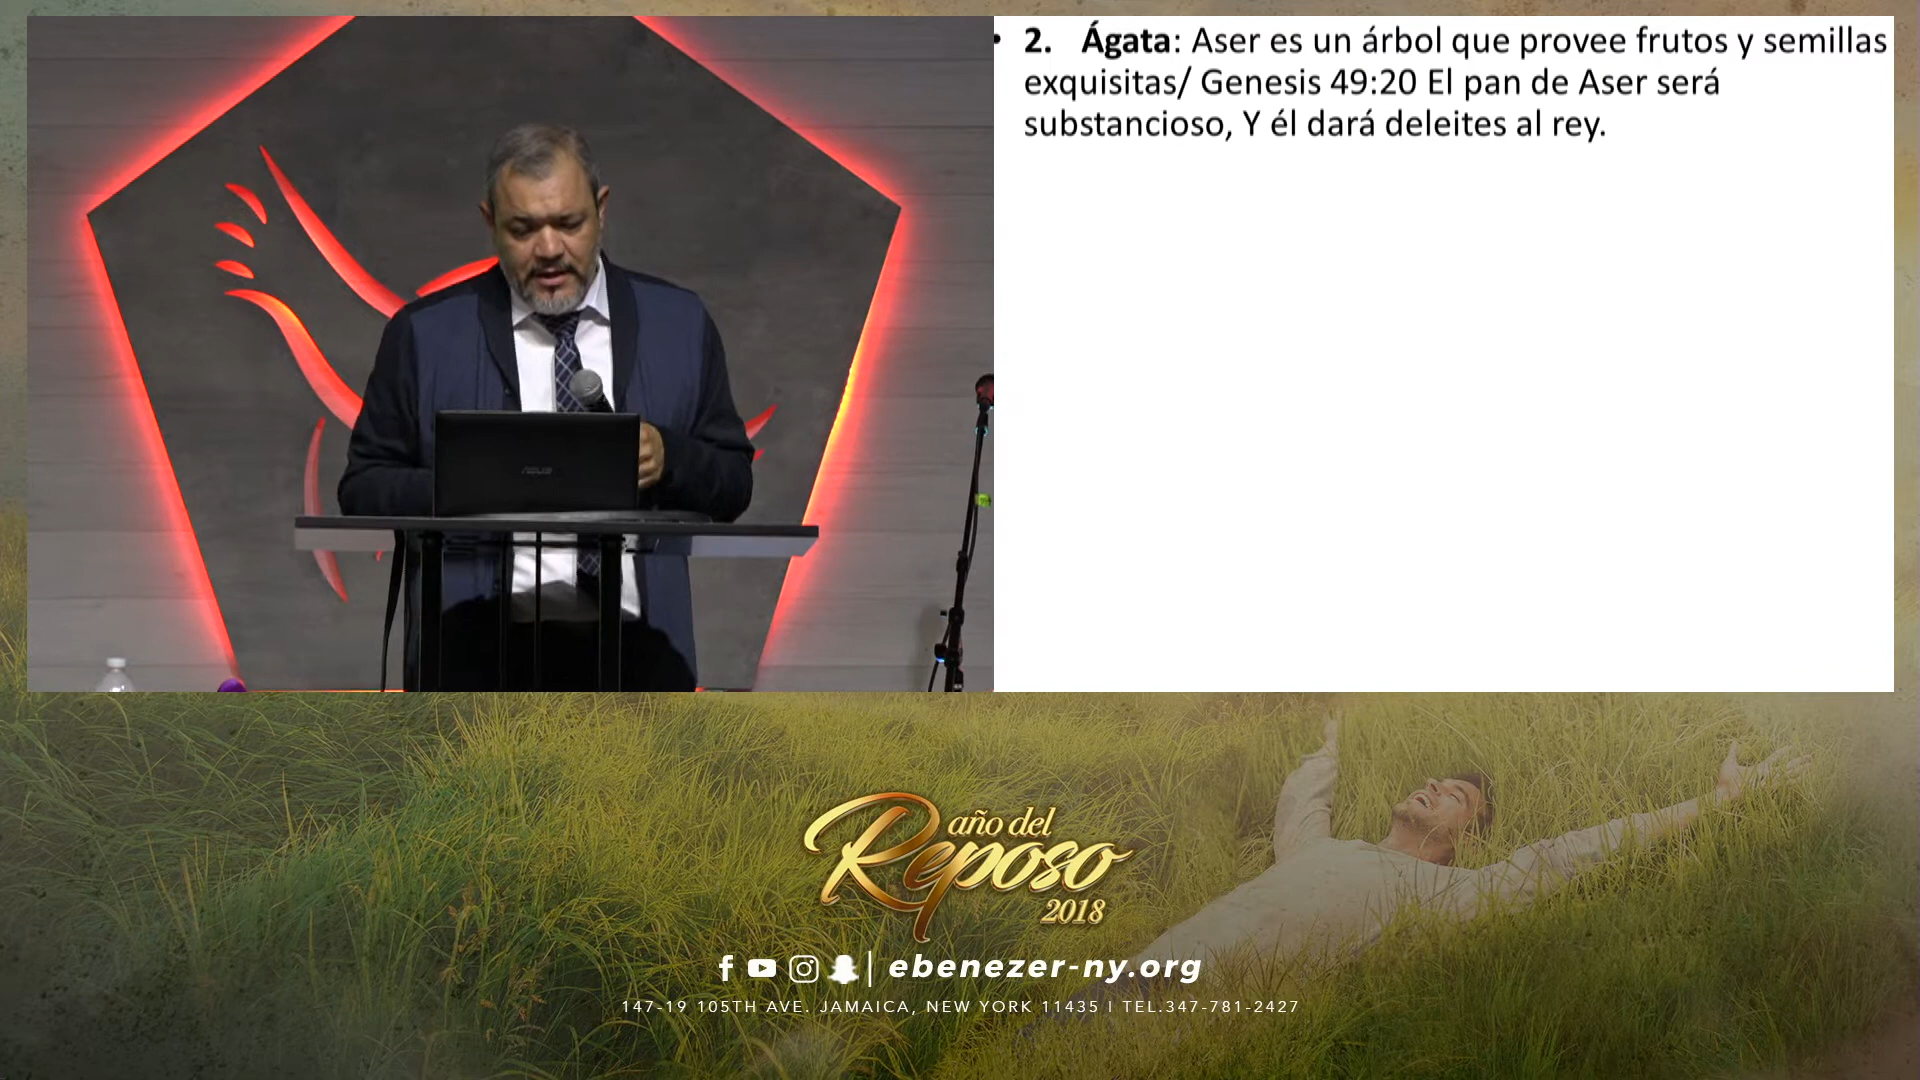 • 2. Ágata: Aser es un árbol que provee frutos y semillas
exquisitas/ Genesis 49:20 El pan de Aser será
substancioso, Y él dará deleites al rey.
ASUS
año del
Reposo
2018
| ebenezer-ny.org
147-19 105TH AVE. JAMAICA, NEW YORK 11435 | TEL.347-781-2427